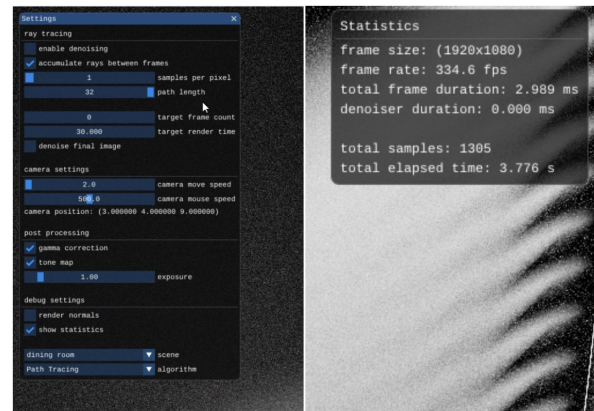 Settings
ray tracing
enable denoising
accumulate rays between frames
1 samples per pixel
32 path length
0 target frame count
30.000 target render time
denoise final image
camera settings
2.0 camera move speed
500.0 camera mouse speed
camera position: (3.000000 4.000000 9.000000)
post processing
gamma correction
tone map
1.00 exposure
debug settings
render normals
show statistics
dining room scene
Path Tracing algorithm
Statistics
frame size: (1920x1080)
frame rate: 334.6 fps
total frame duration: 2.989 ms
denoiser duration: 0.000 ms
total samples: 1305
total elapsed time: 3.776 s